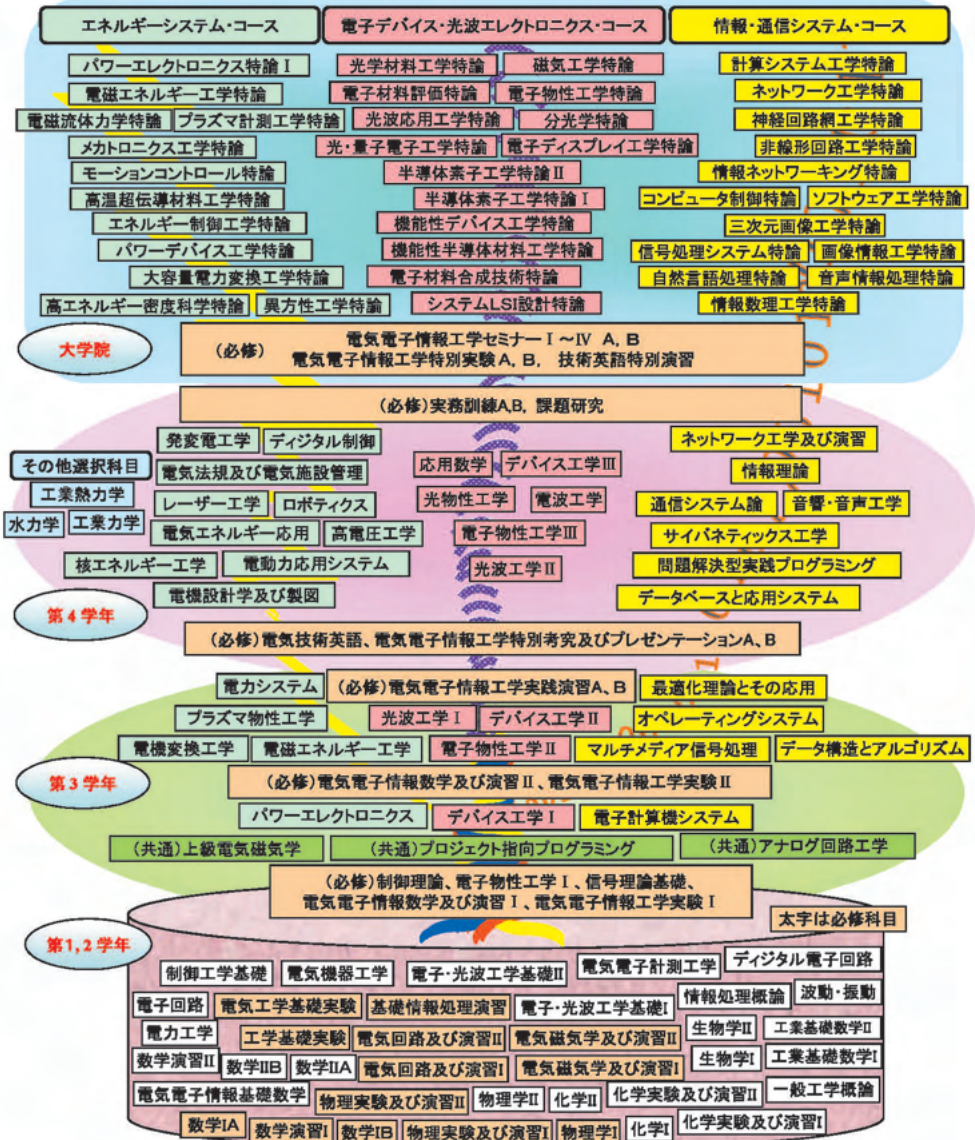 エネルギーシステム・コース
電子デバイス・光波エレクトロニクス・コース
情報・通信システム・コース
パワーエレクトロニクス特論Ⅰ
光学材料工学特論
磁気工学特論
計算システム工学特論
電磁エネルギー工学特論
電子材料評価特論
電子物性工学特論
ネットワーク工学特論
電磁流体力学特論
プラズマ計測工学特論
光波応用工学特論
分光学特論
神経回路網工学特論
メカトロニクス工学特論
光・量子電子工学特論
電子ディスプレイ工学特論
非線形回路工学特論
モーションコントロール特論
半導体素子工学特論Ⅱ
情報ネットワーキング特論
高温超伝導材料工学特論
半導体素子工学特論Ⅰ
コンピュータ制御特論
ソフトウェア工学特論
エネルギー制御工学特論
機能性デバイス工学特論
三次元画像工学特論
パワーデバイス工学特論
機能性半導体材料工学特論
信号処理システム特論
画像情報工学特論
大容量電力変換工学特論
電子材料合成技術特論
自然言語処理特論
音声情報処理特論
高エネルギー密度科学特論
異方性工学特論
システムLSI設計特論
情報数理工学特論
大学院
(必修)
電気電子情報工学セミナーⅠ～Ⅳ A, B
電気電子情報工学特別実験A, B, 技術英語特別演習
(必修)実務訓練A,B, 課題研究
発変電工学
ディジタル制御
ネットワーク工学及び演習
その他選択科目
電気法規及び電気施設管理
応用数学
デバイス工学Ⅲ
情報理論
工業熱力学
レーザー工学
ロボティクス
光物性工学
電波工学
通信システム論
音響・音声工学
水力学
工業力学
電気エネルギー応用
高電圧工学
電子物性工学Ⅲ
サイバネティックス工学
核エネルギー工学
電動力応用システム
光波工学Ⅱ
問題解決型実践プログラミング
電機設計学及び製図
データベースと応用システム
第4学年
(必修)電気技術英語、電気電子情報工学特別考究及びプレゼンテーションA、B
電力システム
(必修)電気電子情報工学実践演習A、B
最適化理論とその応用
プラズマ物性工学
光波工学Ⅰ
デバイス工学Ⅱ
オペレーティングシステム
電機変換工学
電磁エネルギー工学
電子物性工学Ⅱ
マルチメディア信号処理
データ構造とアルゴリズム
第3学年
(必修)電気電子情報数学及び演習Ⅱ、電気電子情報工学実験Ⅱ
パワーエレクトロニクス
デバイス工学Ⅰ
電子計算機システム
(共通)上級電気磁気学
(共通)プロジェクト指向プログラミング
(共通)アナログ回路工学
(必修)制御理論、電子物性工学Ⅰ、信号理論基礎、
電気電子情報数学及び演習Ⅰ、電気電子情報工学実験Ⅰ
太字は必修科目
第1,2学年
制御工学基礎
電気機器工学
電子・光波工学基礎Ⅱ
電気電子計測工学
ディジタル電子回路
電子回路
電気工学基礎実験
基礎情報処理演習
電子・光波工学基礎I
情報処理概論
波動・振動
電力工学
工学基礎実験
電気回路及び演習Ⅱ
電気磁気学及び演習Ⅱ
生物学Ⅱ
工業基礎数学Ⅱ
数学演習Ⅱ
数学ⅡB
数学ⅡA
電気回路及び演習I
電気磁気学及び演習I
生物学I
工業基礎数学I
電気電子情報基礎数学
物理実験及び演習Ⅱ
物理学Ⅱ
化学Ⅱ
化学実験及び演習Ⅱ
一般工学概論
数学IA
数学演習I
数学IB
物理実験及び演習I
物理学I
化学I
化学実験及び演習I